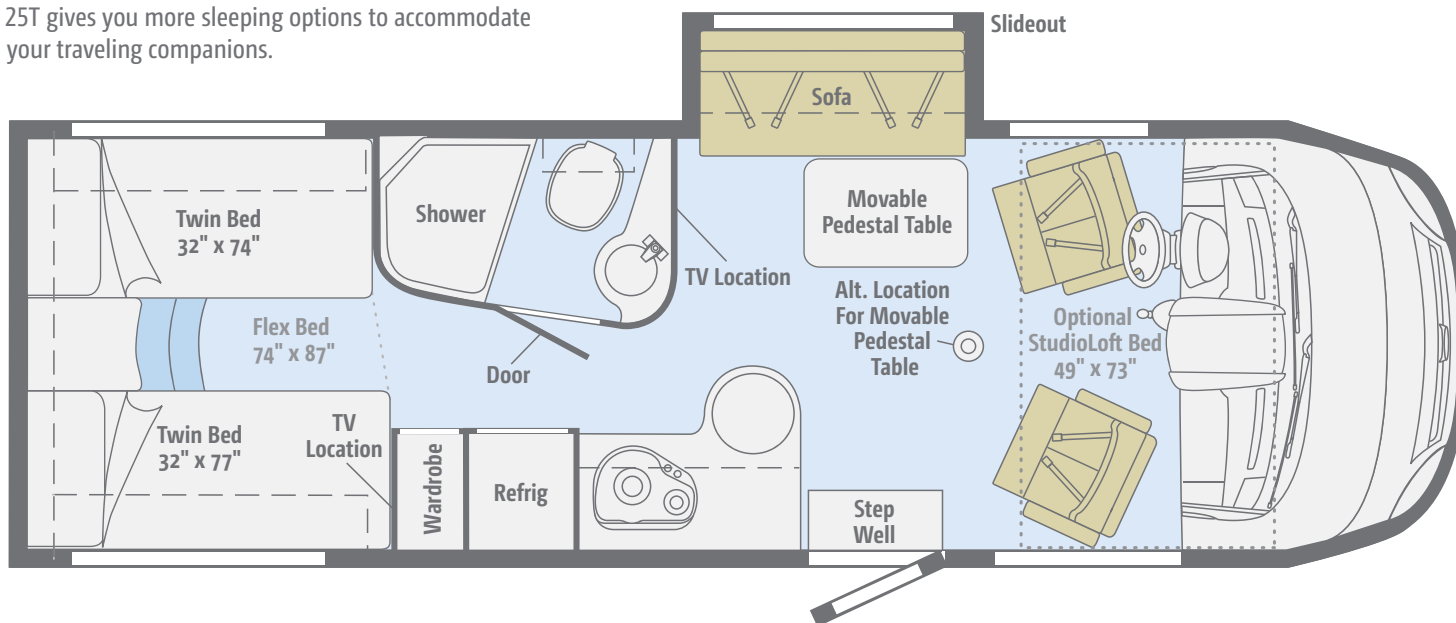 25T gives you more sleeping options to accommodate
your traveling companions.
Slideout
Sofa
Twin Bed
32" x 74"
Shower
Movable
Pedestal Table
TV Location
Alt. Location
For Movable
Pedestal
Table
Flex Bed
74" x 87"
Optional
StudioLoft Bed
49" x 73"
Door
Twin Bed
32" x 77"
TV
Location
Wardrobe
Refrig
Step
Well